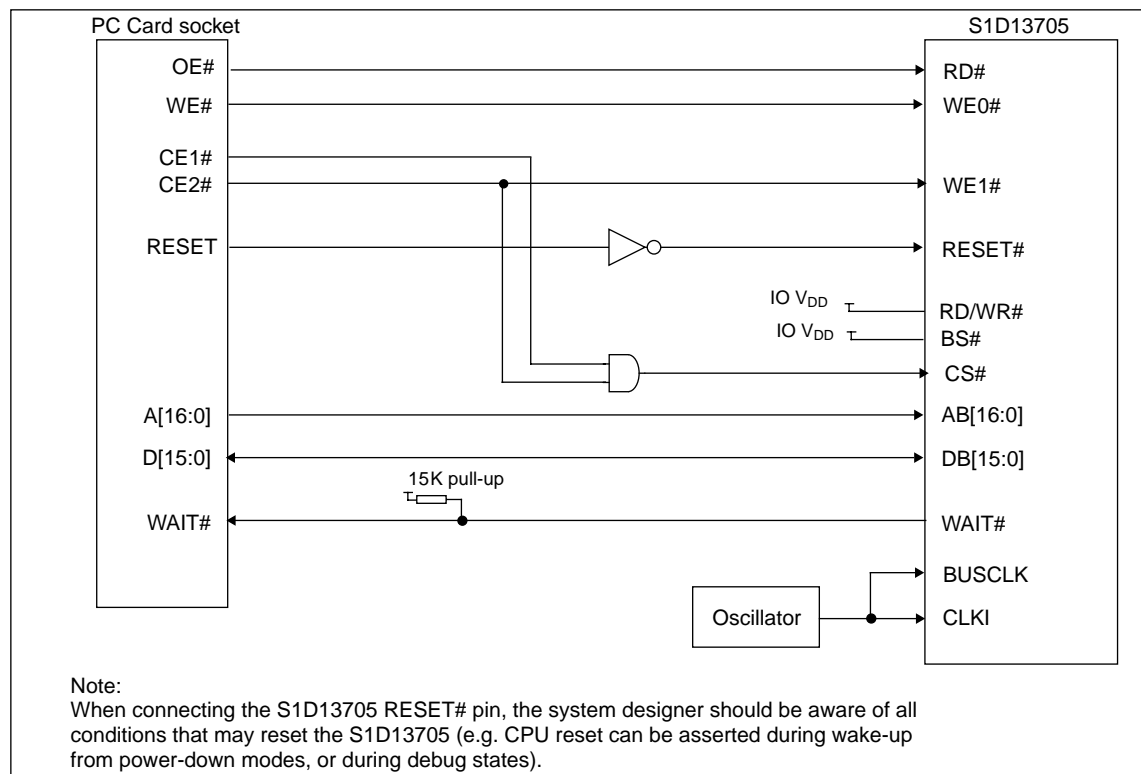 PC Card socket
S1D13705
OE#
RD#
WE#
WE0#
CE1#
CE2#
WE1#
RESET
RESET#
IO VDD
RD/WR#
IO VDD
BS#
CS#
A[16:0]
AB[16:0]
D[15:0]
DB[15:0]
15K pull-up
WAIT#
WAIT#
BUSCLK
Oscillator
CLKI
Note:
When connecting the S1D13705 RESET# pin, the system designer should be aware of all
conditions that may reset the S1D13705 (e.g. CPU reset can be asserted during wake-up
from power-down modes, or during debug states).